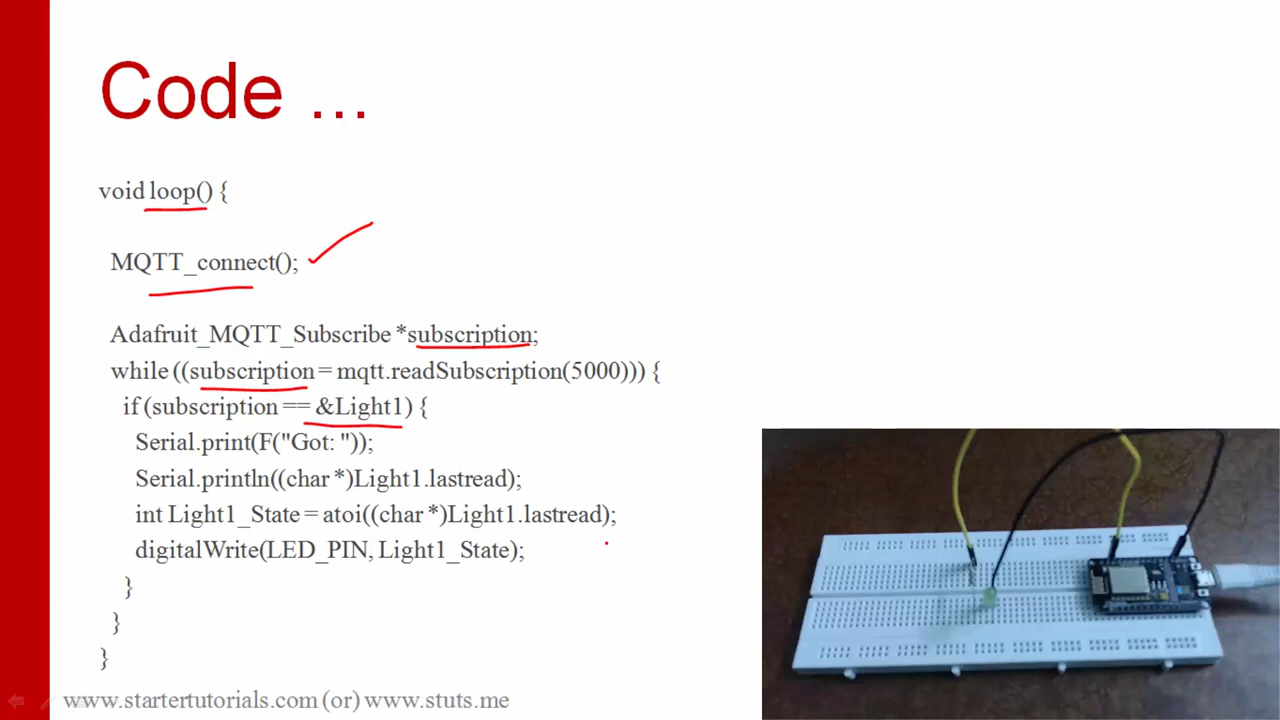 Code ...
void loop() {
MQTT_connect();
Adafruit_MQTT_Subscribe *subscription;
while ((subscription = mqtt.readSubscription(5000))) {
if (subscription == &Light1) {
Serial.print(F("Got: "));
Serial.println((char *)Light1.lastread);
int Light1_State = atoi((char *)Light1.lastread);
digitalWrite(LED_PIN, Light1_State);
}
}
}
www.startertutorials.com (or) www.stuts.me